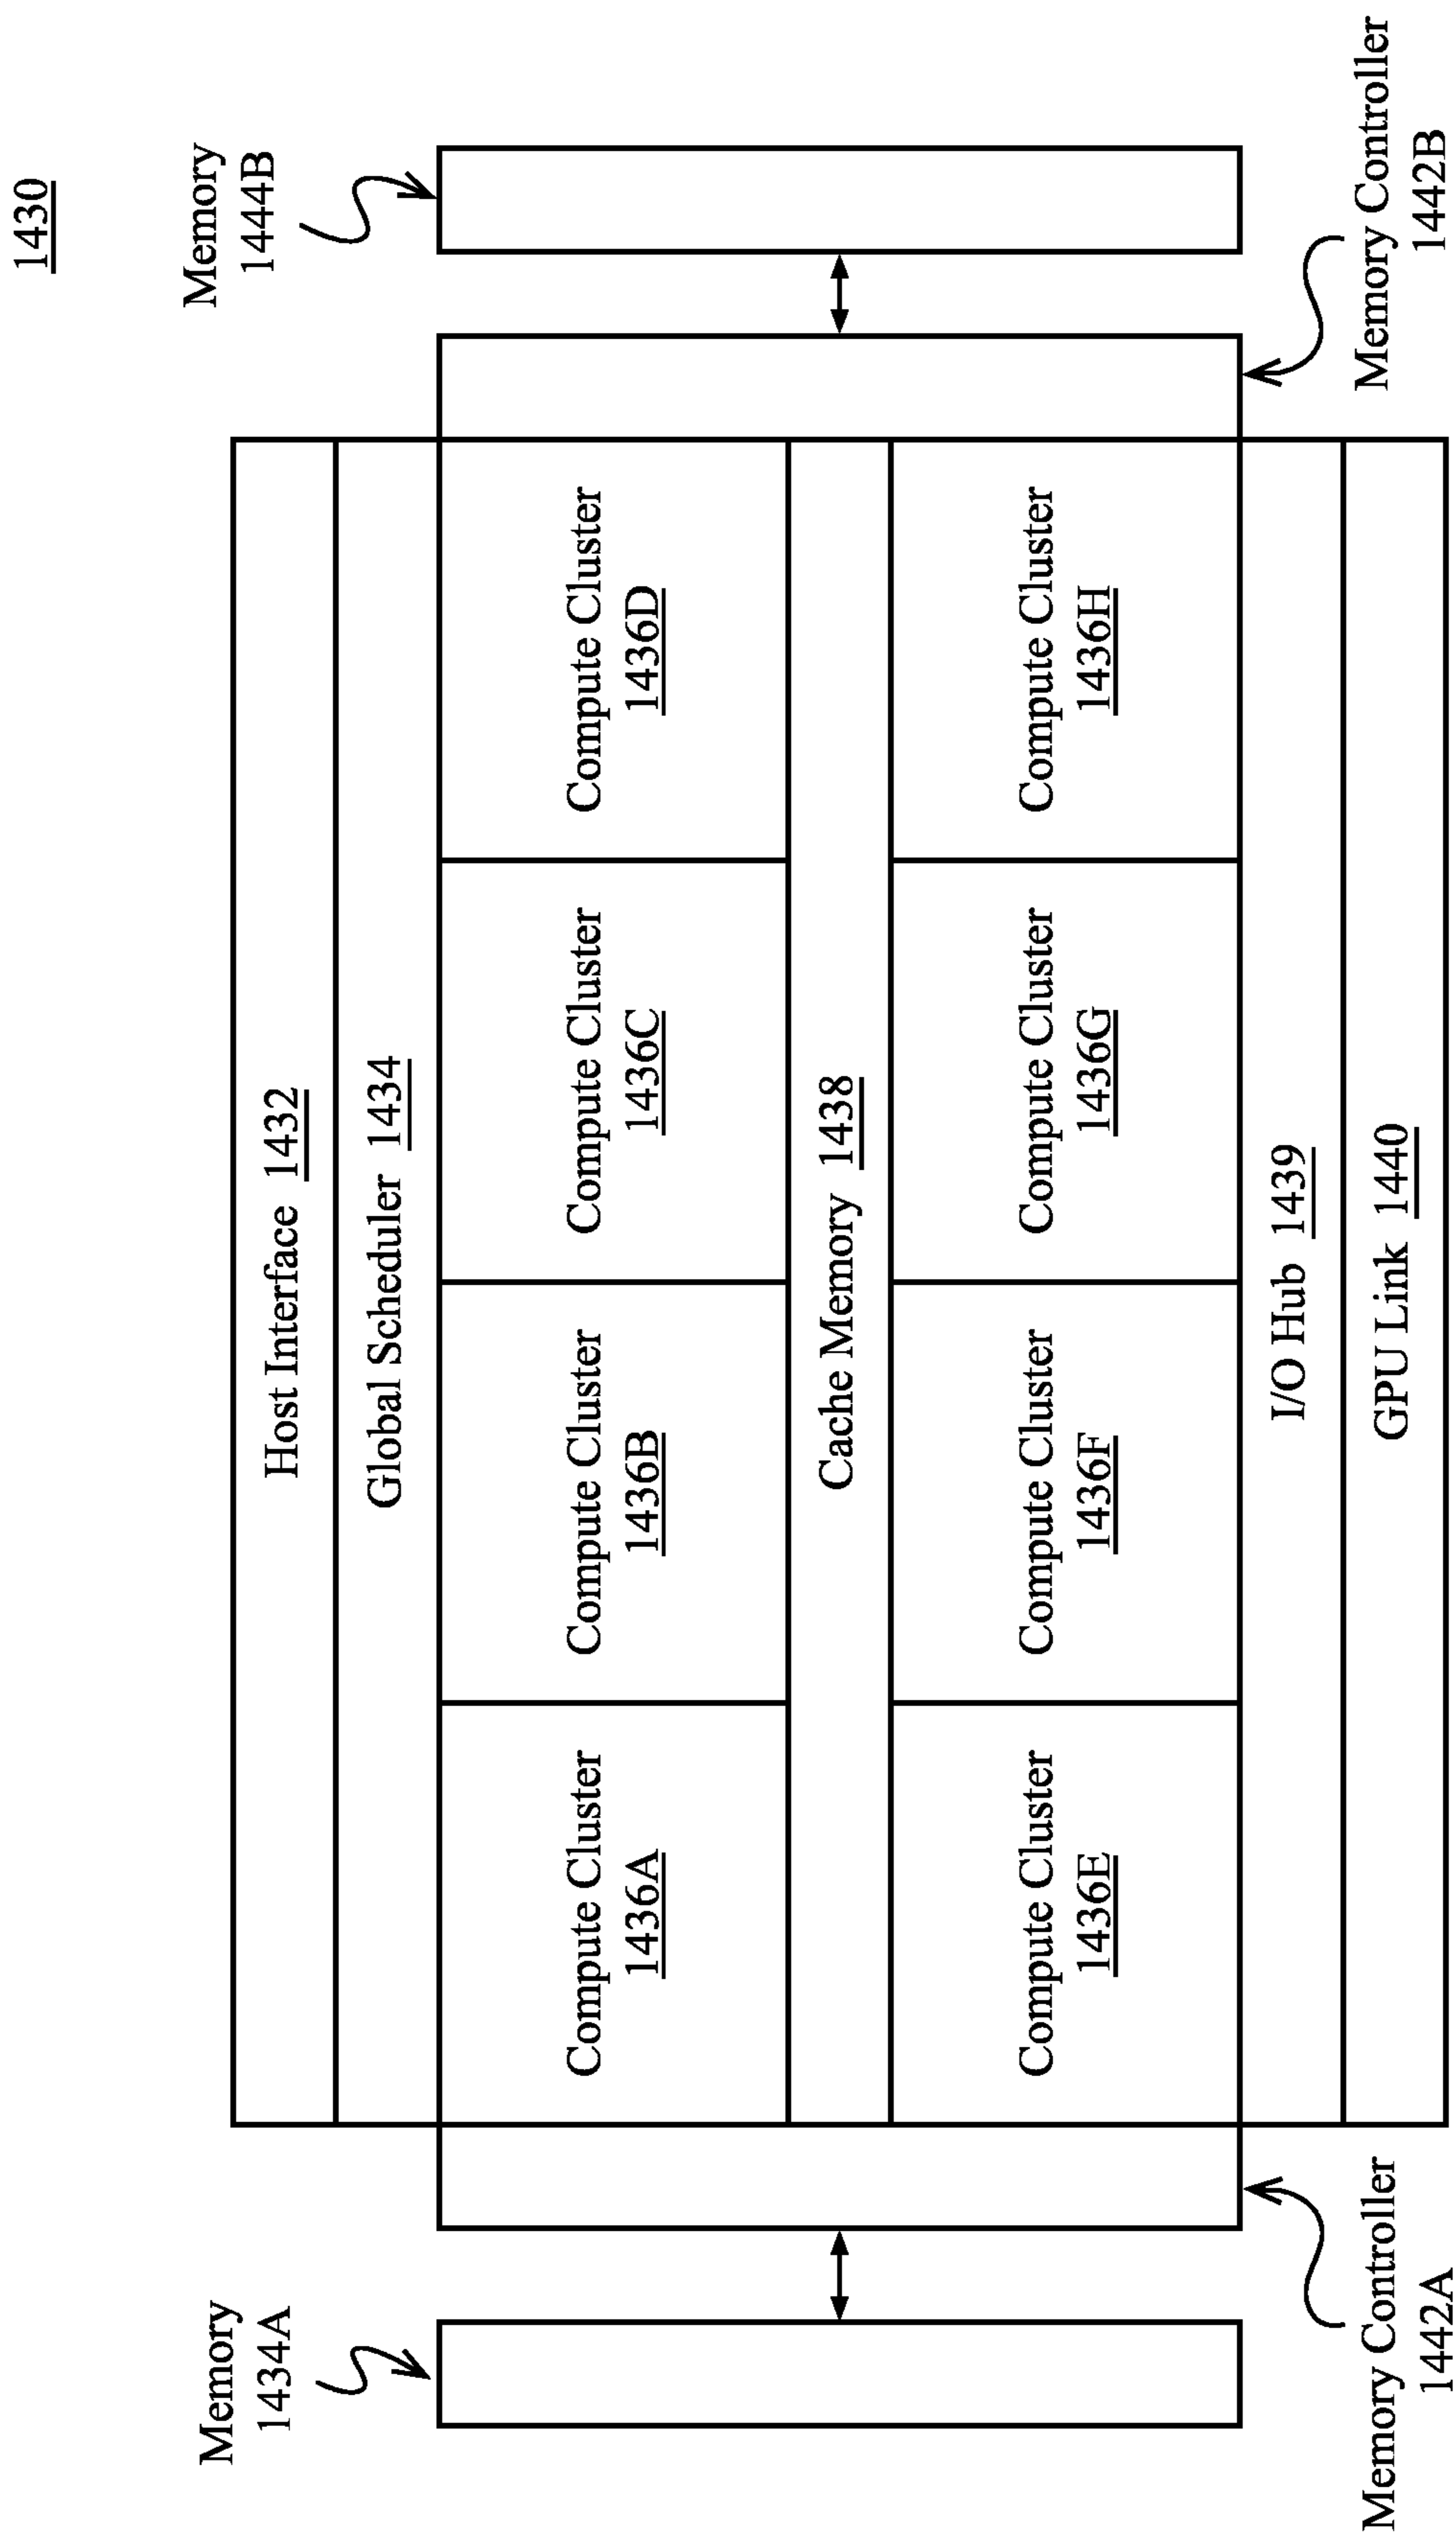 1430
Memory
1444B
Host Interface 1432
Global Scheduler 1434
Compute Cluster
1436A
Compute Cluster
1436B
Compute Cluster
1436C
Compute Cluster
1436D
Cache Memory 1438
Compute Cluster
1436E
Compute Cluster
1436F
Compute Cluster
1436G
Compute Cluster
1436H
I/O Hub 1439
GPU Link 1440
Memory
1434A
Memory Controller
1442A
Memory Controller
1442B